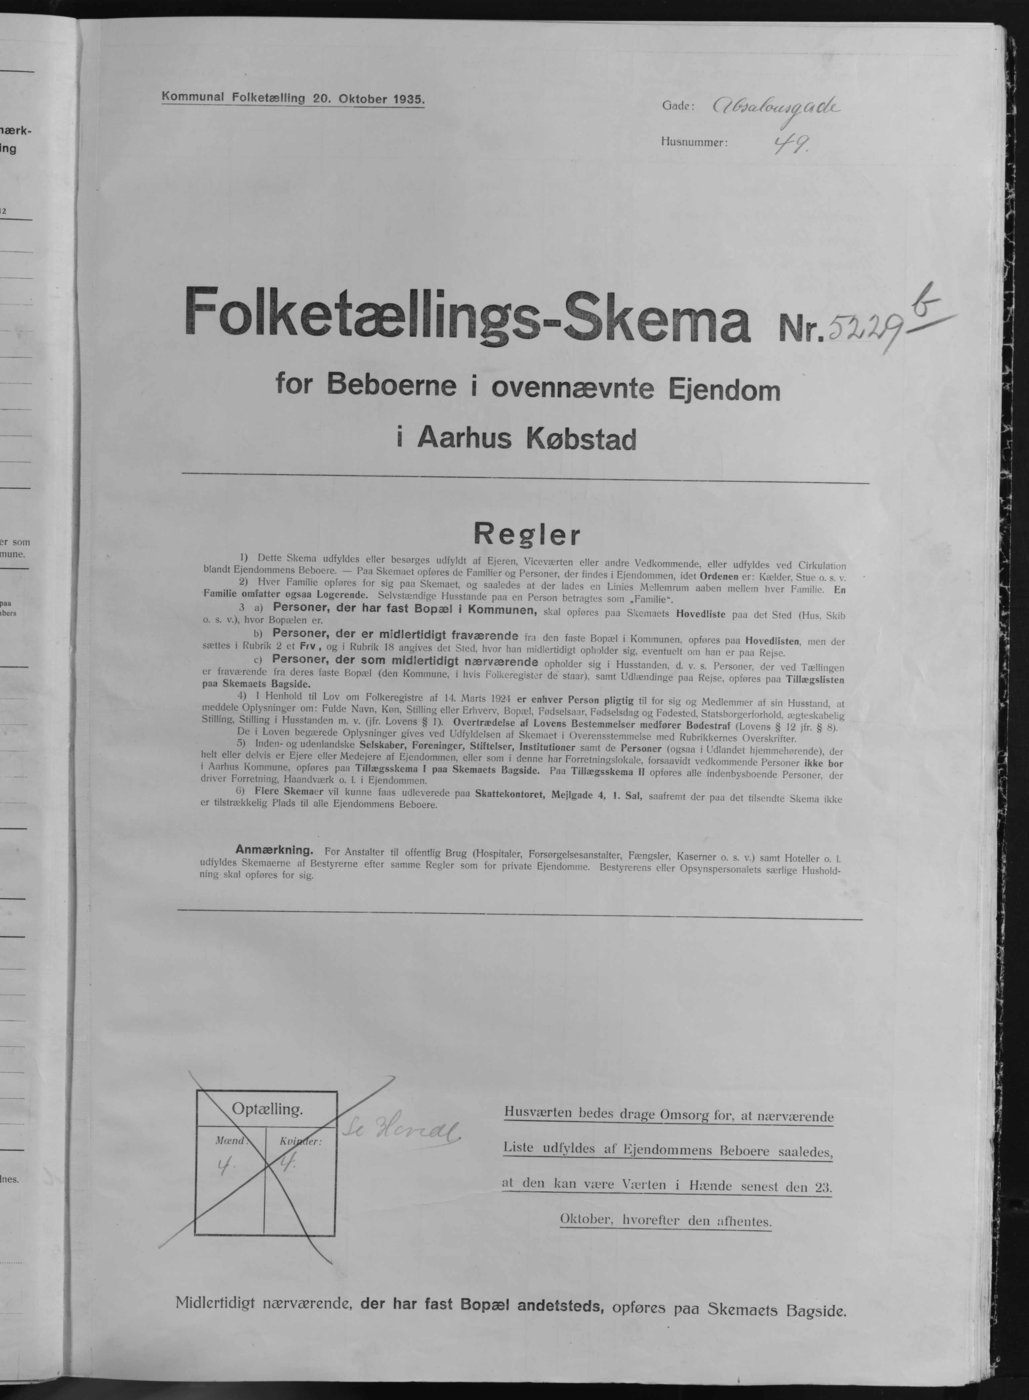 Kommunal Folketælling 20. Oktober 1935.
Gade: Absalonsgade
Husnummer: 49.
Folketællings-Skema Nr. 5229 b
for Beboerne i ovennævnte Ejendom
i Aarhus Købstad
Regler
1) Dette Skema udfyldes eller besørges udfyldt af Ejeren, Viceværten eller andre Vedkommende, eller udfyldes ved Cirkulation
blandt Ejendommens Beboere. — Paa Skemaet opføres de Familier og Personer, der findes i Ejendommen, idet Ordenen er: Kælder, Stue o. s. v.
2) Hver Familie opføres for sig paa Skemaet, og saaledes at der lades en Linies Mellemrum aaben mellem hver Familie. En
Familie omfatter ogsaa Logerende. Selvstændige Husstande paa en Person betragtes som „Familie“.
3 a) Personer, der har fast Bopæl i Kommunen, skal opføres paa Skemaets Hovedliste paa det Sted (Hus, Skib
o. s. v.), hvor Bopælen er.
b) Personer, der er midlertidigt fraværende fra den faste Bopæl i Kommunen, opføres paa Hovedlisten, men der
sættes i Rubrik 2 et Frv., og i Rubrik 18 angives det Sted, hvor han midlertidigt opholder sig, eventuelt om han er paa Rejse.
c) Personer, der som midlertidigt nærværende opholder sig i Husstanden, d. v. s. Personer, der ved Tællingen
er fraværende fra deres faste Bopæl (den Kommune, i hvis Folkeregister de staar), samt Udlændinge paa Rejse, opføres paa Tillægslisten
paa Skemaets Bagside.
4) I Henhold til Lov om Folkeregistre af 14. Marts 1924 er enhver Person pligtig til for sig og Medlemmer af sin Husstand, at
meddele Oplysninger om: Fulde Navn, Køn, Stilling eller Erhverv, Bopæl, Fødselsaar, Fødselsdag og Fødested, Statsborgerforhold, ægteskabelig
Stilling, Stilling i Husstanden m. v. (jfr. Lovens § 1). Overtrædelse af Lovens Bestemmelser medfører Bødestraf (Lovens § 12 jfr. § 8).
De i Loven begærede Oplysninger gives ved Udfyldelsen af Skemaet i Overensstemmelse med Rubrikkernes Overskrifter.
5) Inden- og udenlandske Selskaber, Foreninger, Stiftelser, Institutioner samt de Personer (ogsaa i Udlandet hjemmehørende), der
helt eller delvis er Ejere eller Medejere af Ejendommen, eller som i denne har Forretningslokale, forsaavidt vedkommende Personer ikke bor
i Aarhus Kommune, opføres paa Tillægsskema I paa Skemaets Bagside. Paa Tillægsskema II opføres alle indenbysboende Personer, der
driver Forretning, Haandværk o. l. i Ejendommen.
6) Flere Skemaer vil kunne faas udleverede paa Skattekontoret, Mejlgade 4, 1. Sal, saafremt der paa det tilsendte Skema ikke
er tilstrækkelig Plads til alle Ejendommens Beboere.
Anmærkning. For Anstalter til offentlig Brug (Hospitaler, Forsørgelsesanstalter, Fængsler, Kaserner o. s. v.) samt Hoteller o. l.
udfyldes Skemaerne af Bestyrerne efter samme Regler som for private Ejendomme. Bestyrerens eller Opsynspersonalets særlige Hushold-
ning skal opføres for sig.
Optælling.
Mænd: Kvinder:
4. 4.
Se Hovedl.
Husværten bedes drage Omsorg for, at nærværende
Liste udfyldes af Ejendommens Beboere saaledes,
at den kan være Værten i Hænde senest den 23.
Oktober, hvorefter den afhentes.
Midlertidigt nærværende, der har fast Bopæl andetsteds, opføres paa Skemaets Bagside.